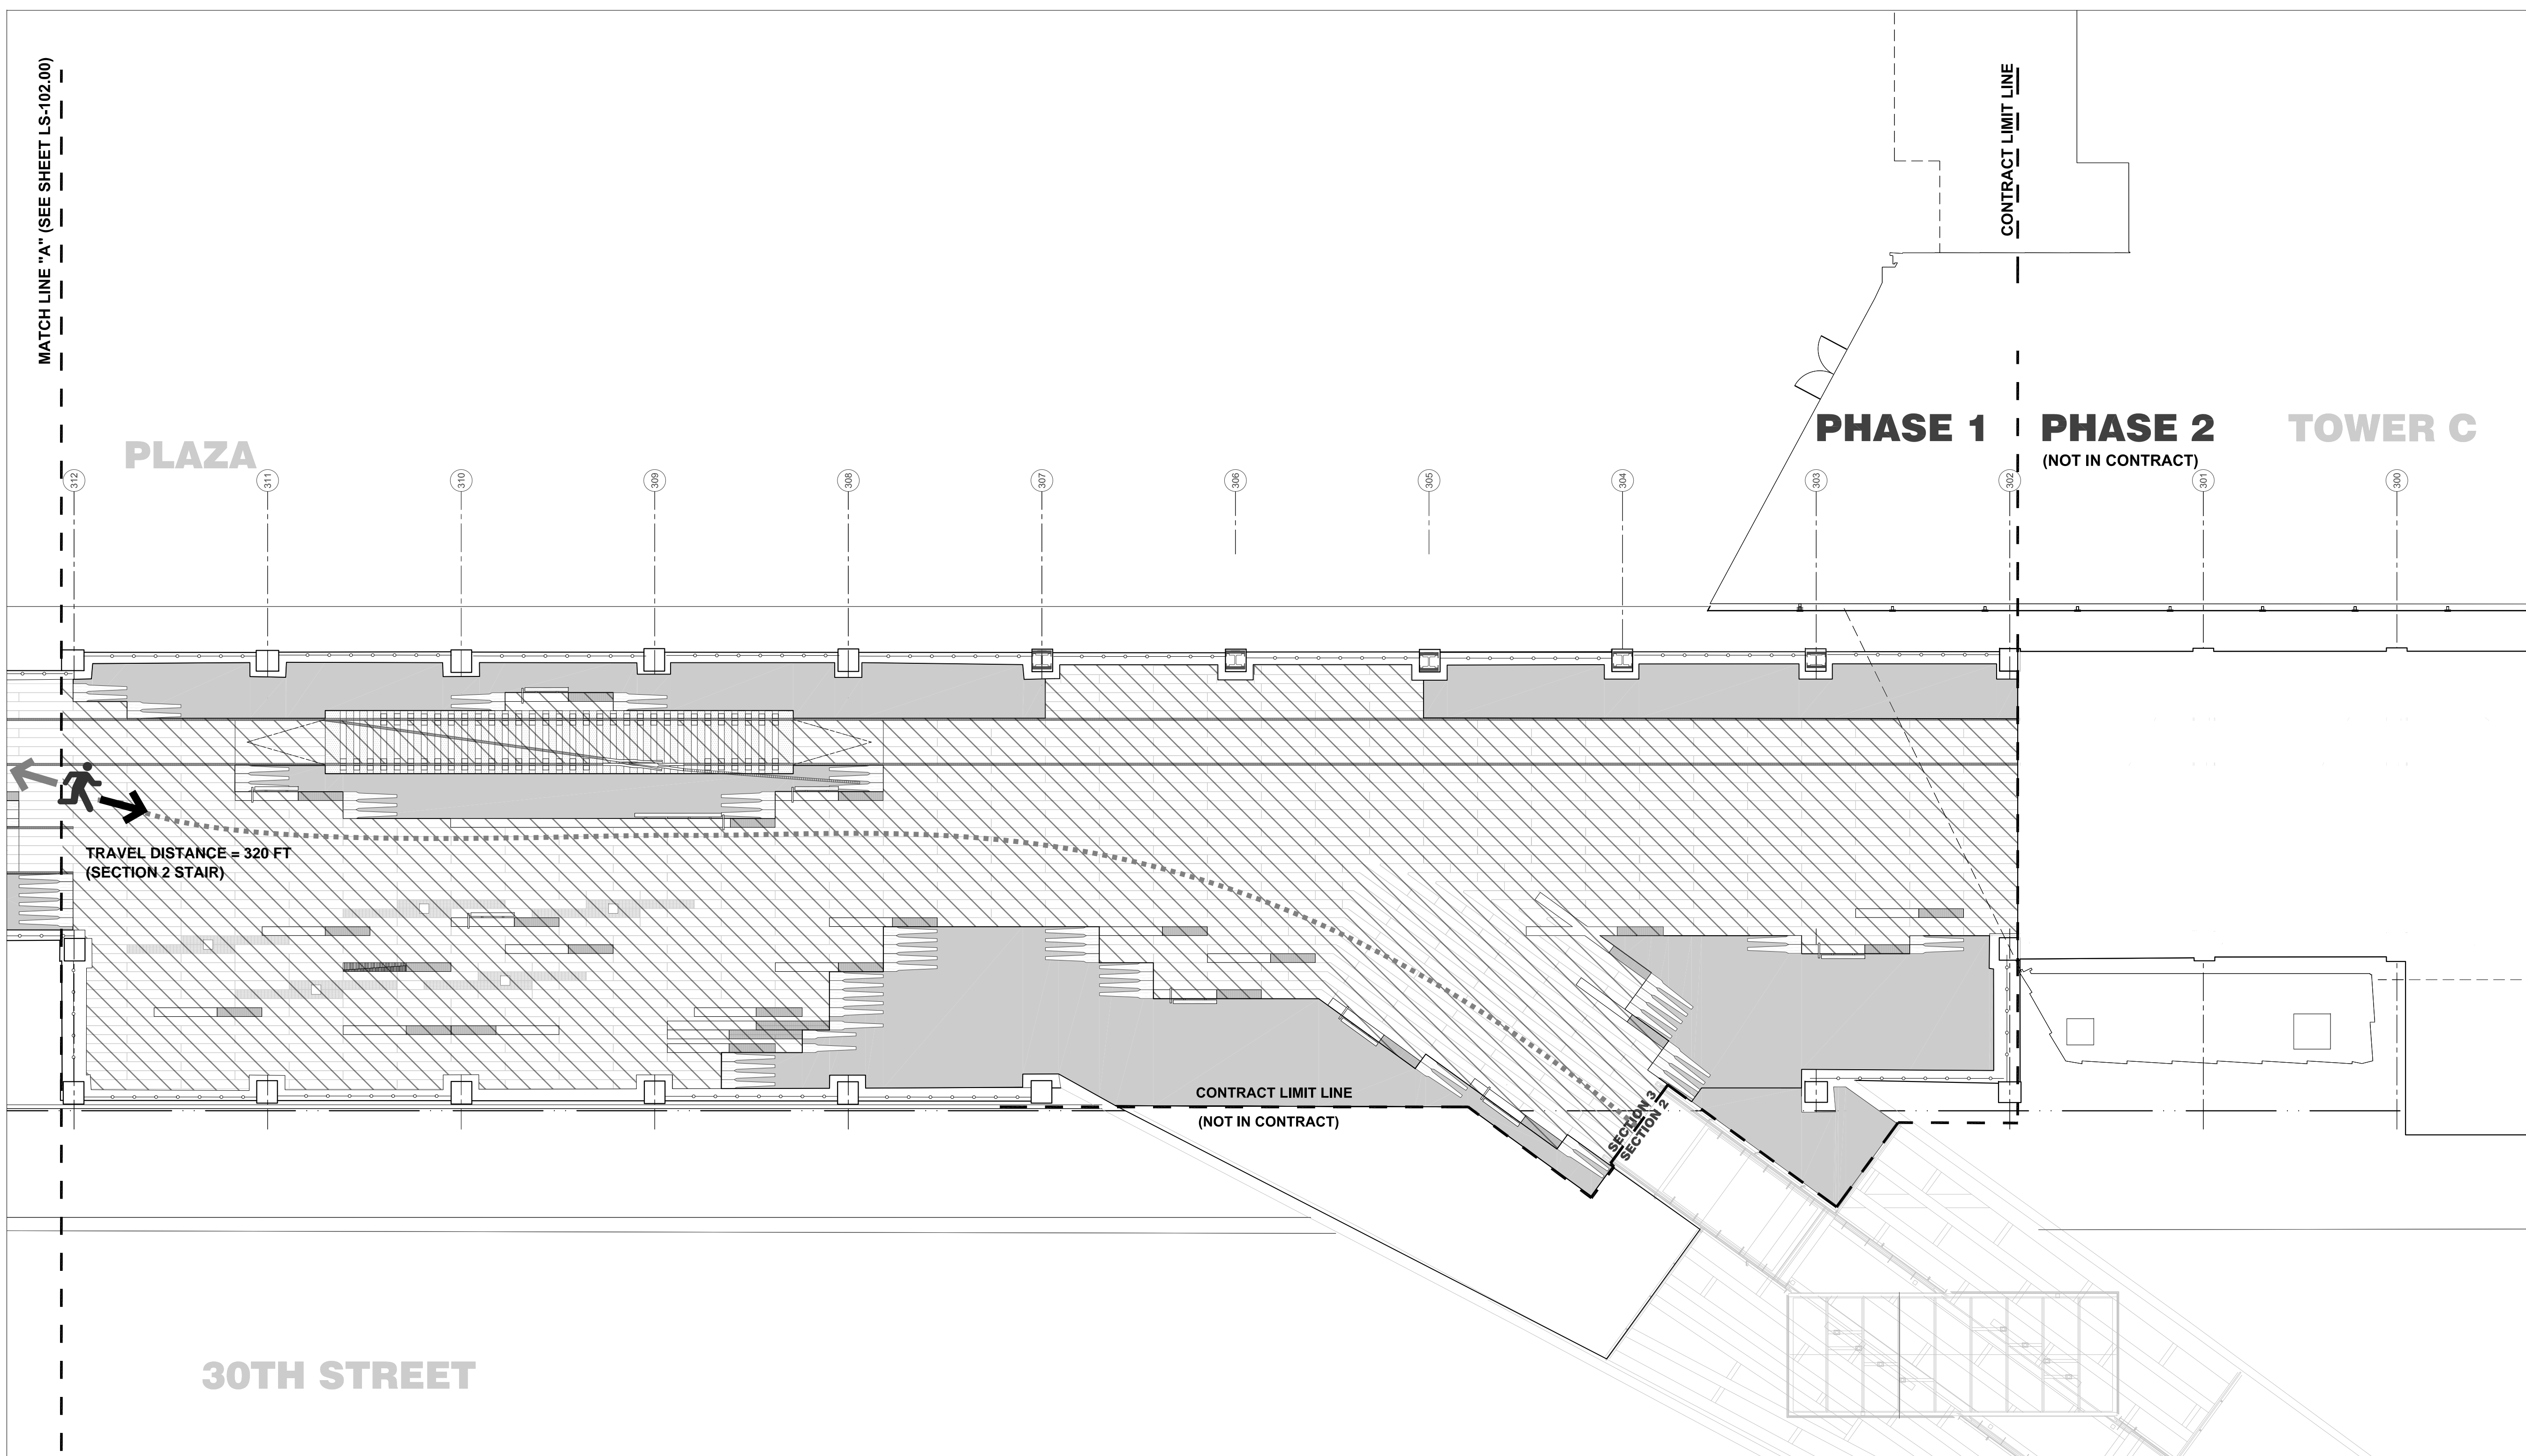 MATCH LINE "A" (SEE SHEET LS-102.00)
CONTRACT LIMIT LINE
PLAZA
PHASE 1
PHASE 2
(NOT IN CONTRACT)
TOWER C
312
311
310
309
308
307
306
305
304
303
302
301
300
TRAVEL DISTANCE = 320 FT
(SECTION 2 STAIR)
CONTRACT LIMIT LINE
(NOT IN CONTRACT)
SECTION 3
SECTION 2
30TH STREET